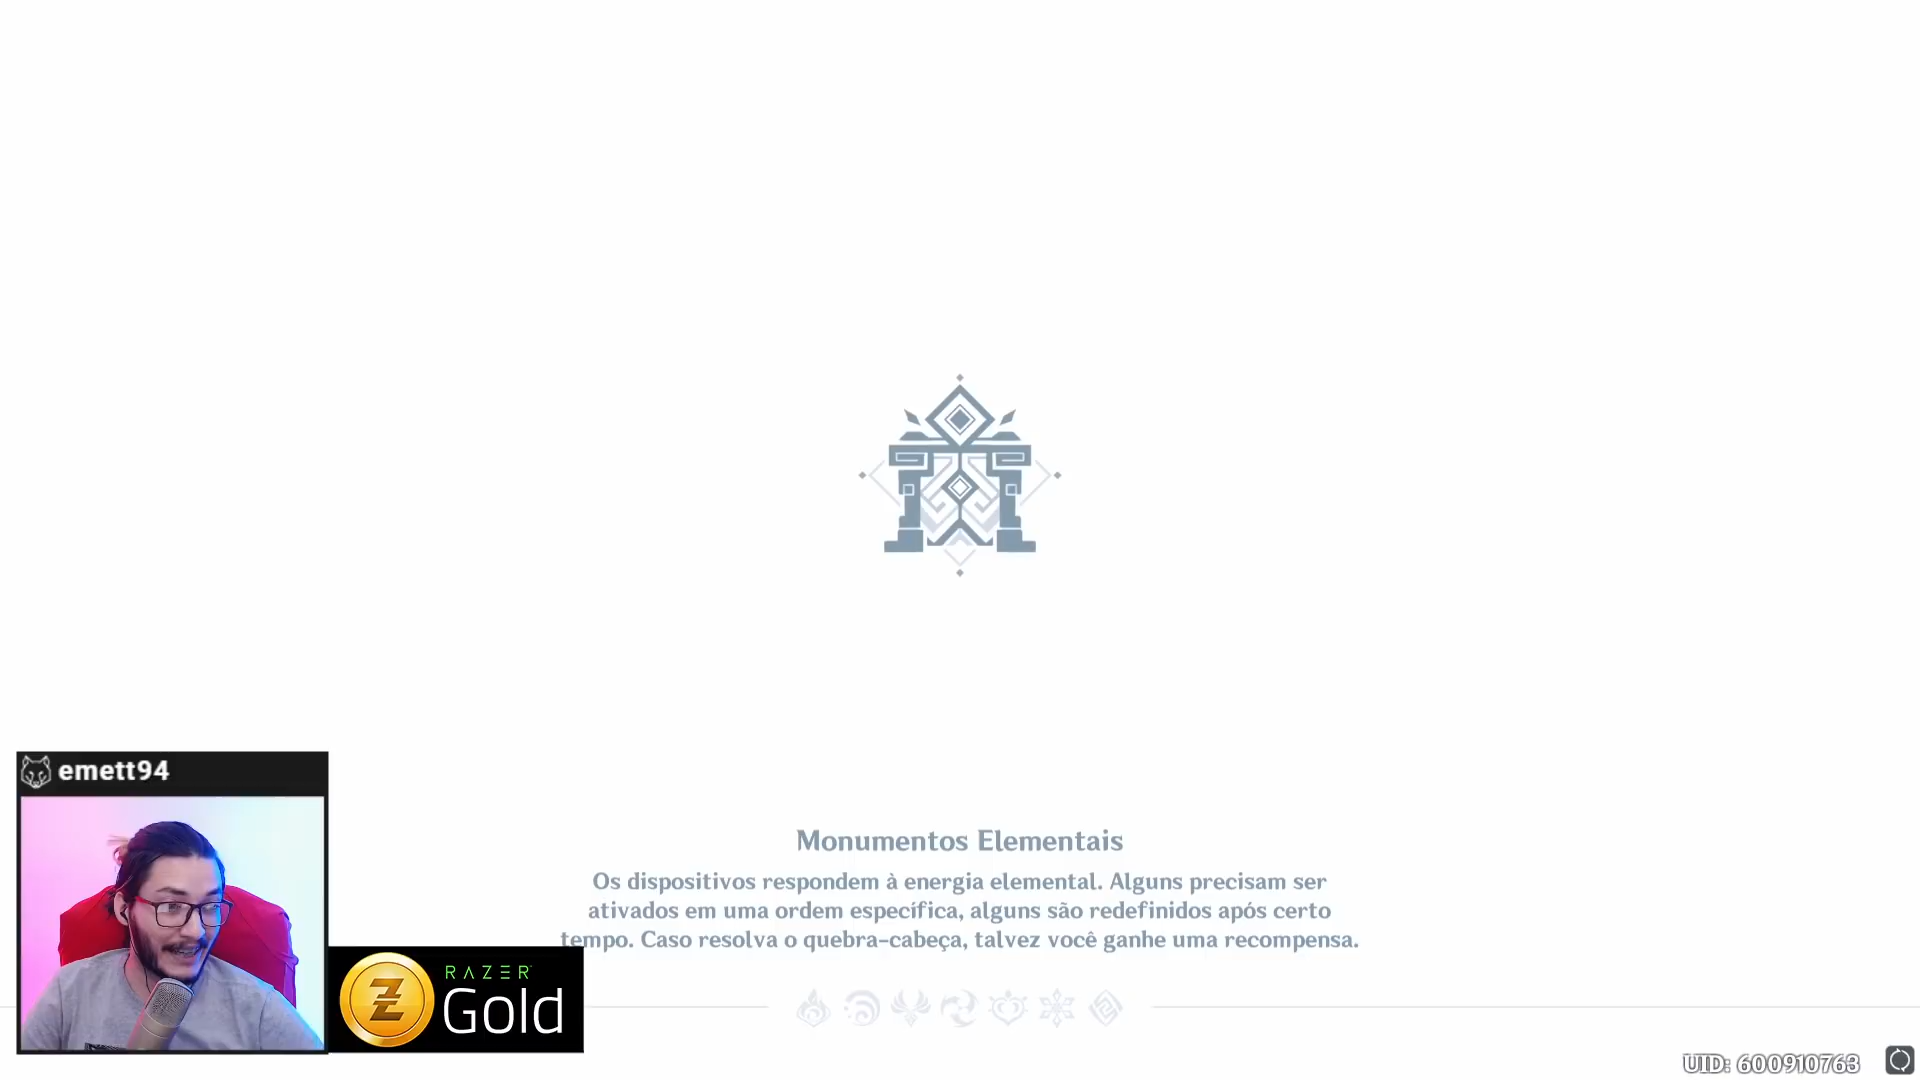 emett94
Monumentos Elementais
Os dispositivos respondem à energia elemental. Alguns precisam ser
ativados em uma ordem específica, alguns são redefinidos após certo
tempo. Caso resolva o quebra-cabeça, talvez você ganhe uma recompensa.
RAZER
Gold
UID: 600910763